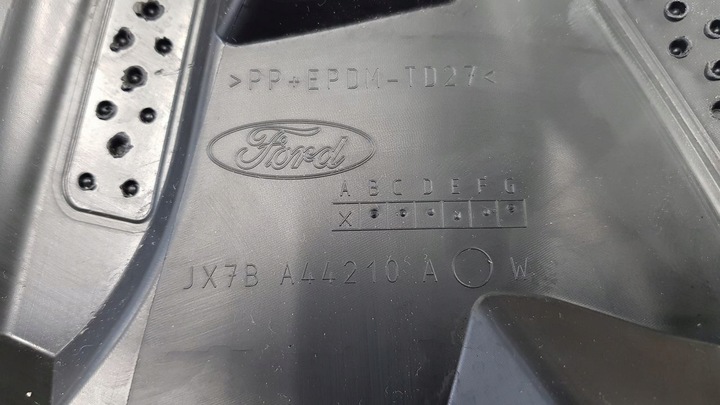 >PP+EPDM-TD27<
Ford
A B C D E F G
X
JX7B A44210 A W